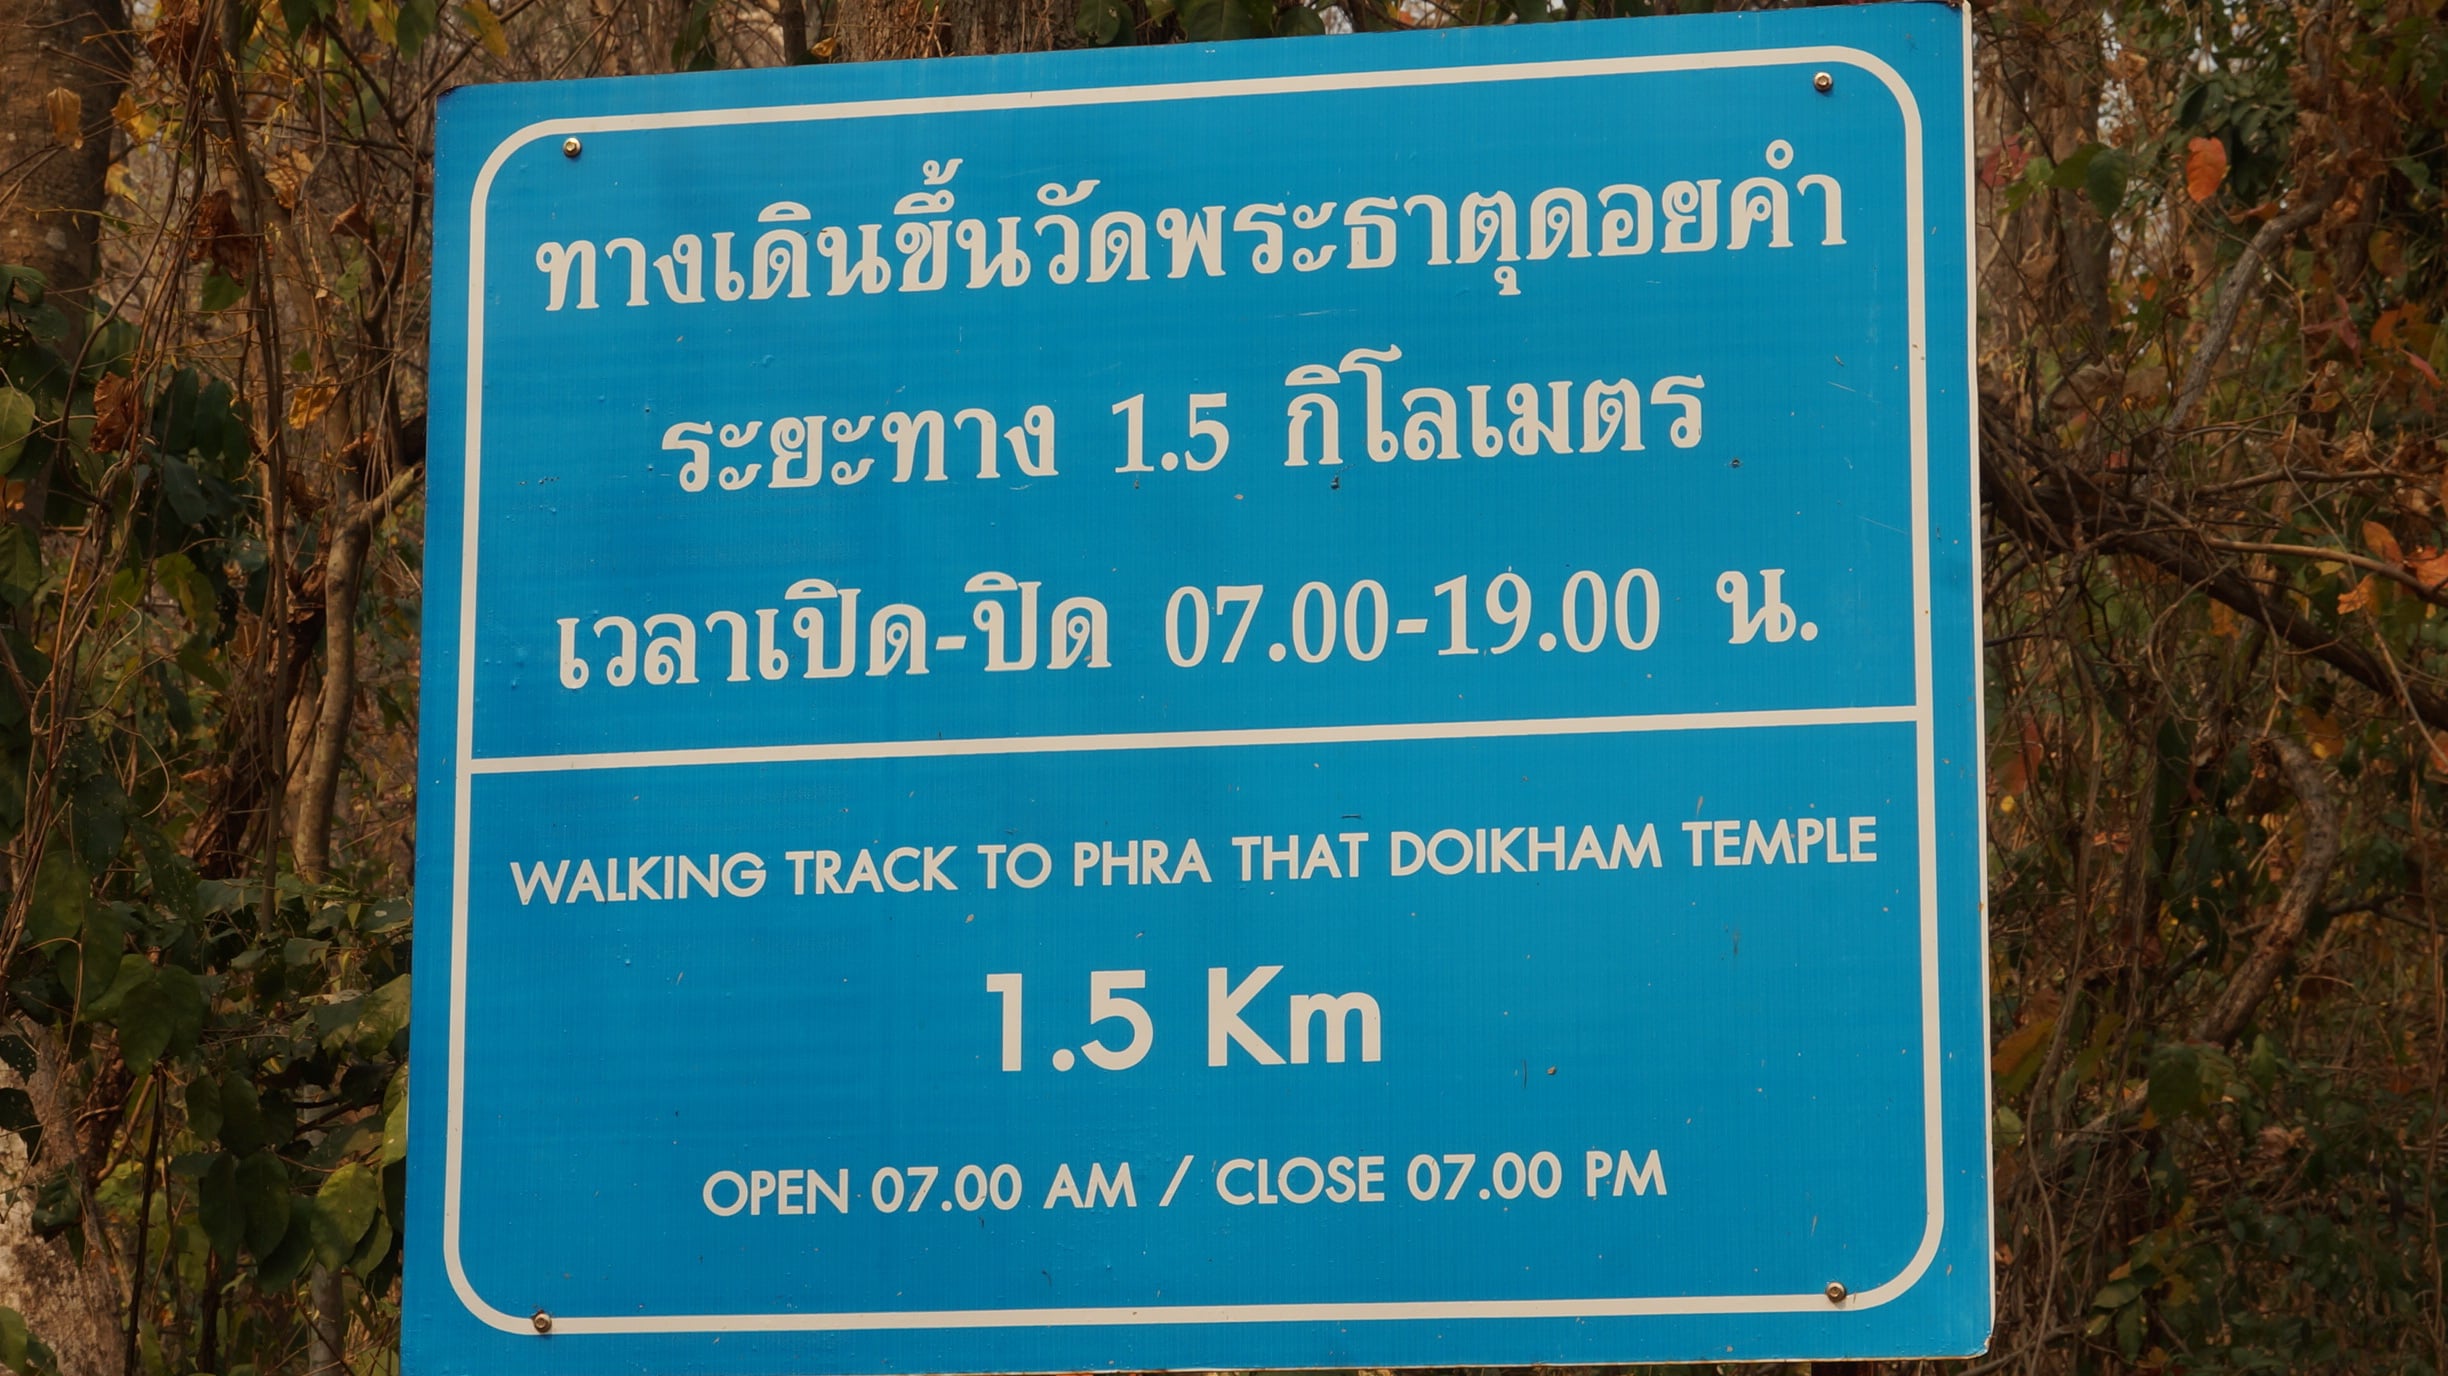 ทางเดินขึ้นวัดพระธาตุดอยคำ
ระยะทาง 1.5 กิโลเมตร
เวลาเปิด-ปิด 07.00-19.00 น.
WALKING TRACK TO PHRA THAT DOIKHAM TEMPLE
1.5 Km
OPEN 07.00 AM / CLOSE 07.00 PM